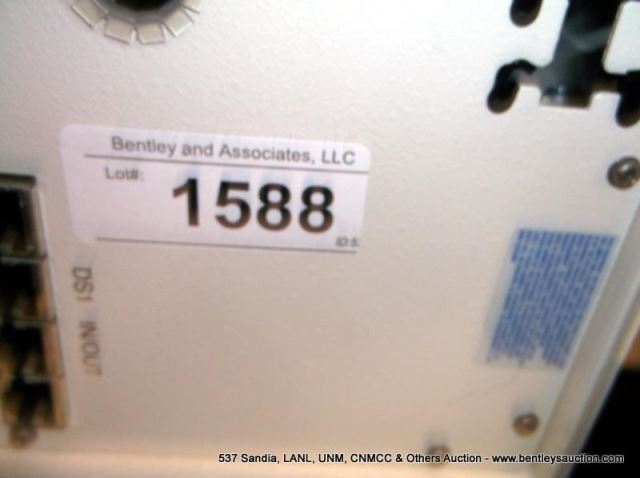 Bentley and Associates, LLC
Lot#:
1588
DS1 IN/OUT
537 Sandia, LANL, UNM, CNMCC & Others Auction - www.bentleysauction.com